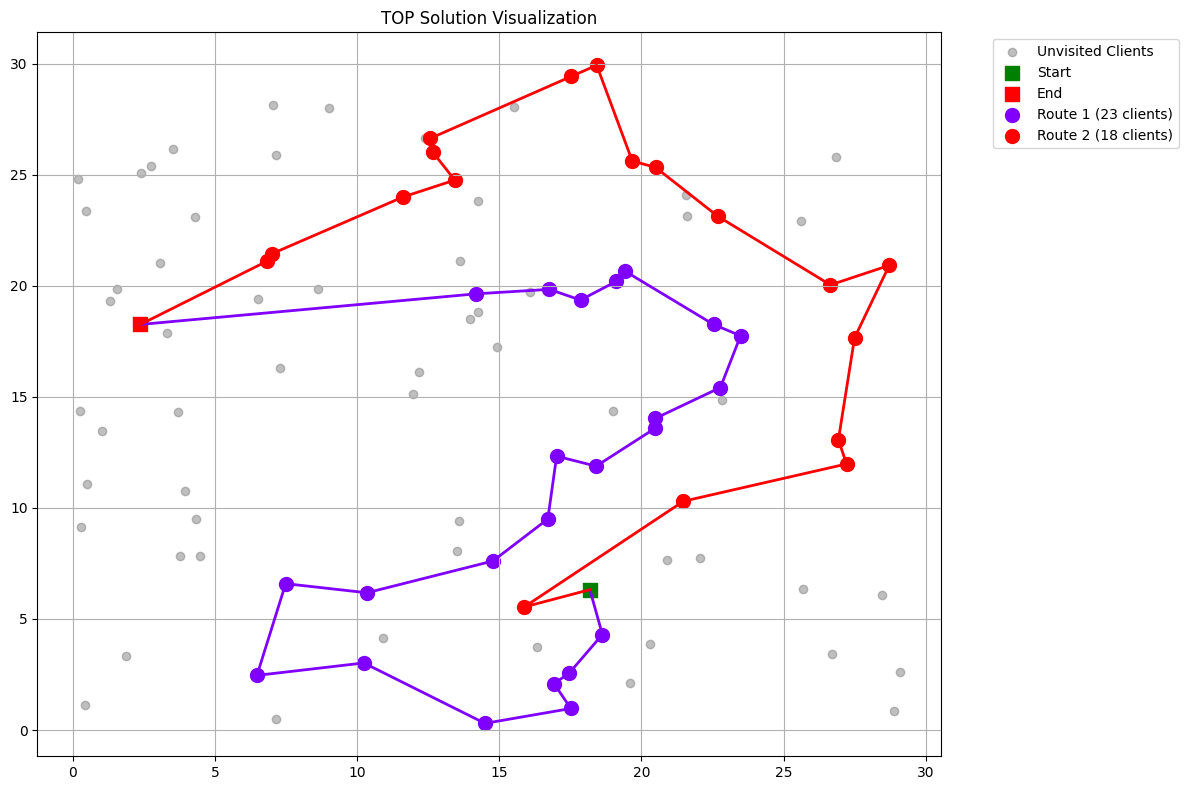 TOP Solution Visualization
Unvisited Clients
Start
End
Route 1 (23 clients)
Route 2 (18 clients)
30
25
20
15
10
5
0
0 5 10 15 20 25 30